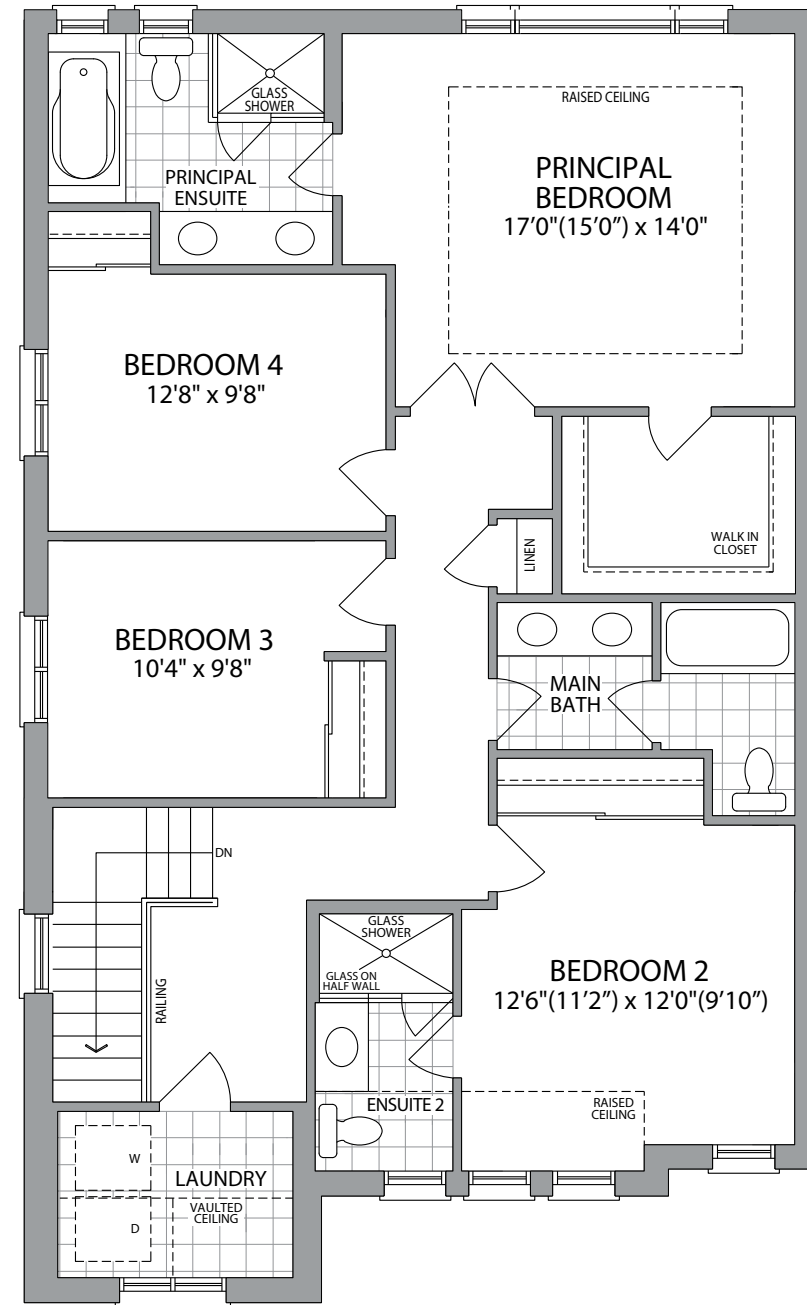 GLASS
SHOWER
PRINCIPAL
ENSUITE
RAISED CEILING
PRINCIPAL
BEDROOM
17'0"(15'0") x 14'0"
BEDROOM 4
12'8" x 9'8"
WALK IN
CLOSET
LINEN
BEDROOM 3
10'4" x 9'8"
MAIN
BATH
DN
RAILING
GLASS
SHOWER
GLASS ON
HALF WALL
BEDROOM 2
12'6"(11'2") x 12'0"(9'10")
ENSUITE 2
RAISED
CEILING
W
LAUNDRY
VAULTED
CEILING
D